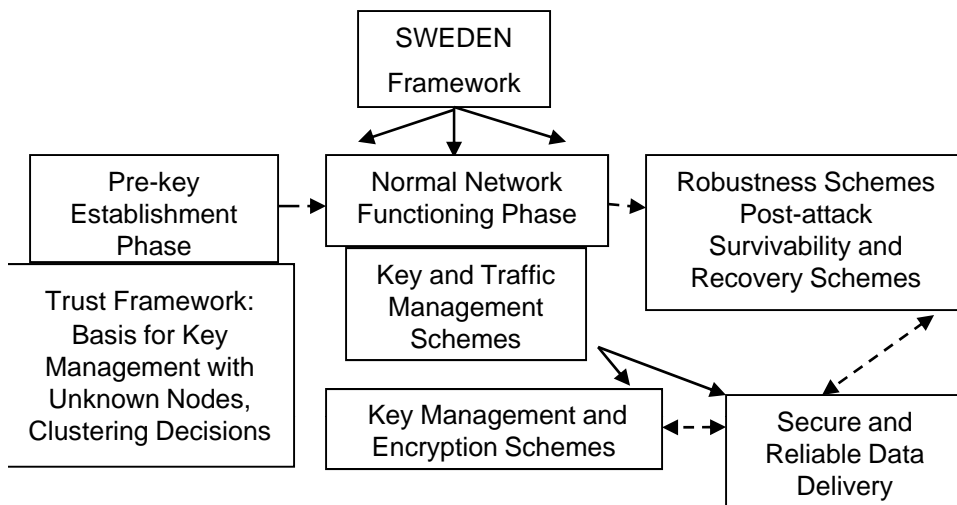 SWEDEN
Framework
Pre-key
Establishment
Phase
Normal Network
Functioning Phase
Robustness Schemes
Post-attack
Survivability and
Recovery Schemes
Trust Framework:
Basis for Key
Management with
Unknown Nodes,
Clustering Decisions
Key and Traffic
Management
Schemes
Key Management and
Encryption Schemes
Secure and
Reliable Data
Delivery